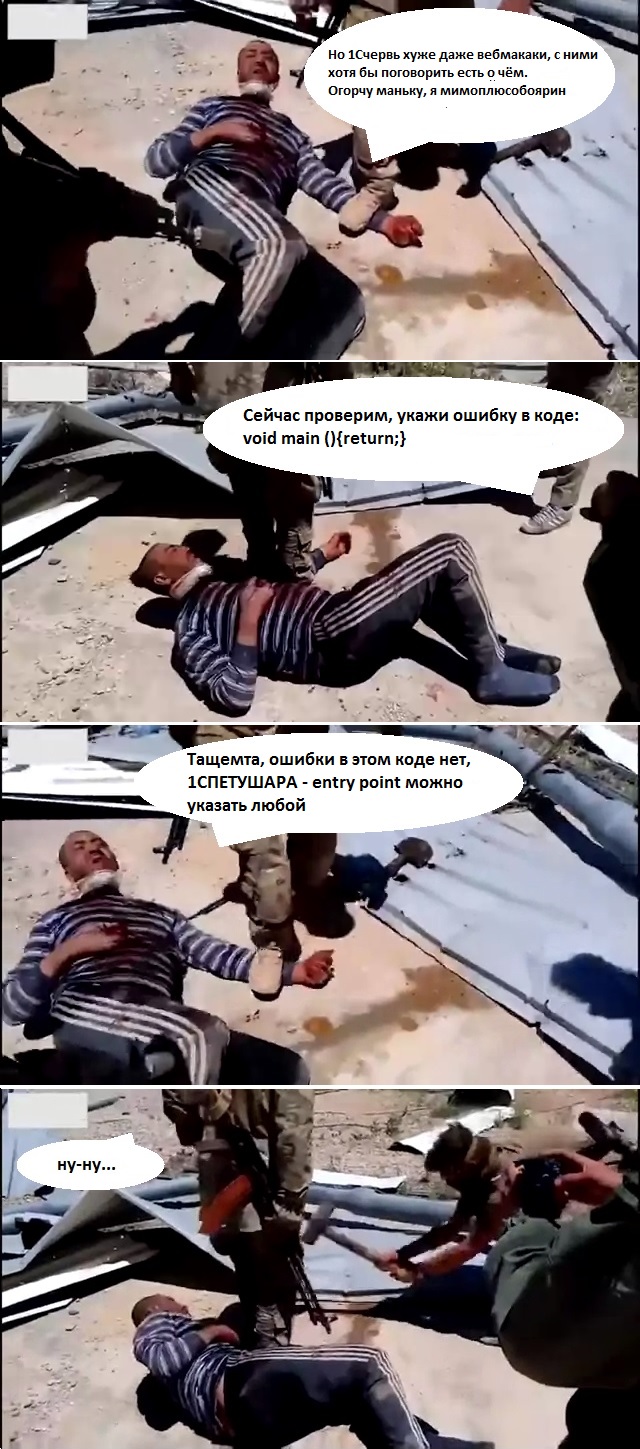 Но 1Счервь хуже даже вебмакаки, с ними
хотя бы поговорить есть о чём.
Огорчу маньку, я мимоплюсобоярин
Сейчас проверим, укажи ошибку в коде:
void main (){return;}
Тащемта, ошибки в этом коде нет,
1СПЕТУШАРА - entry point можно
указать любой
ну-ну...